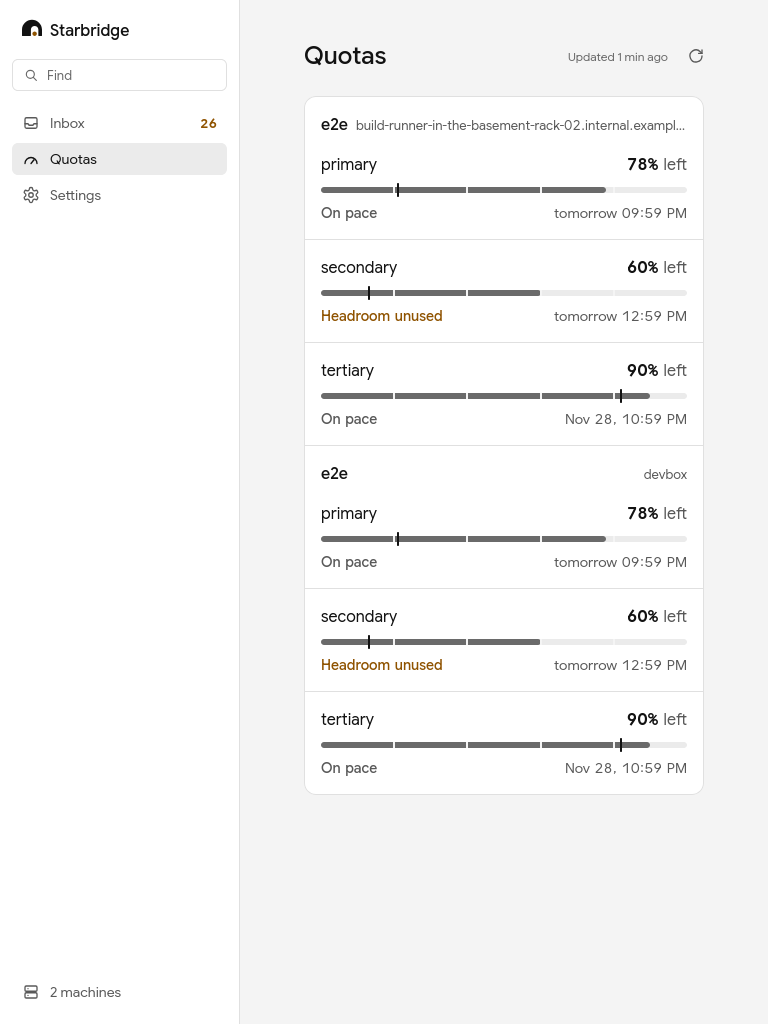 Starbridge
Find
Inbox 26
Quotas
Settings
2 machines
Quotas
Updated 1 min ago
e2e build-runner-in-the-basement-rack-02.internal.exampl...
primary 78% left
On pace tomorrow 09:59 PM
secondary 60% left
Headroom unused tomorrow 12:59 PM
tertiary 90% left
On pace Nov 28, 10:59 PM
e2e devbox
primary 78% left
On pace tomorrow 09:59 PM
secondary 60% left
Headroom unused tomorrow 12:59 PM
tertiary 90% left
On pace Nov 28, 10:59 PM